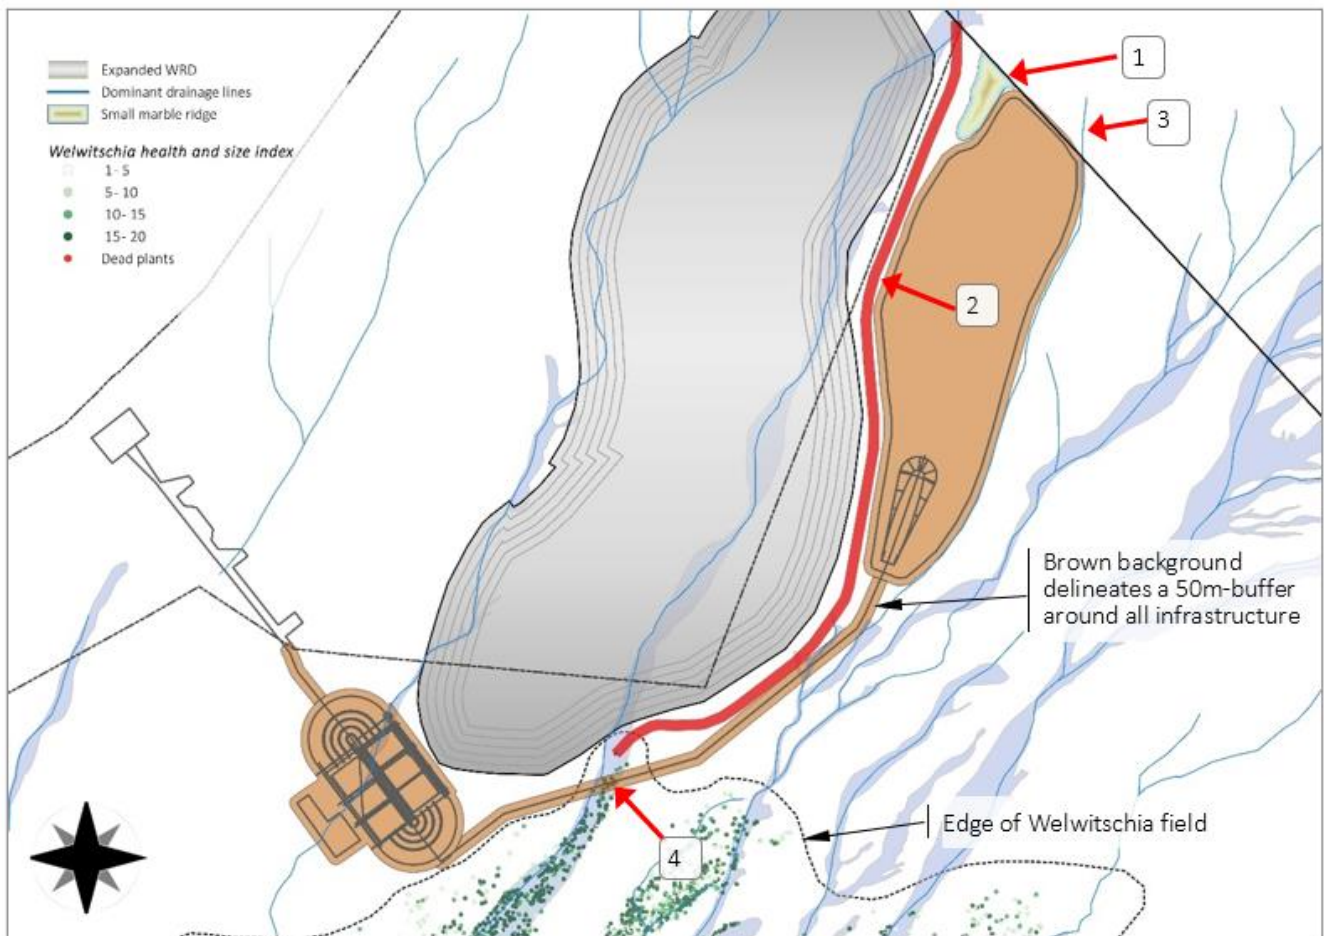 Expanded WRD
Dominant drainage lines
Small marble ridge
Welwitschia health and size index
1-5
5-10
10-15
15-20
Dead plants
1
3
2
Brown background
delineates a 50m-buffer
around all infrastructure
Edge of Welwitschia field
4